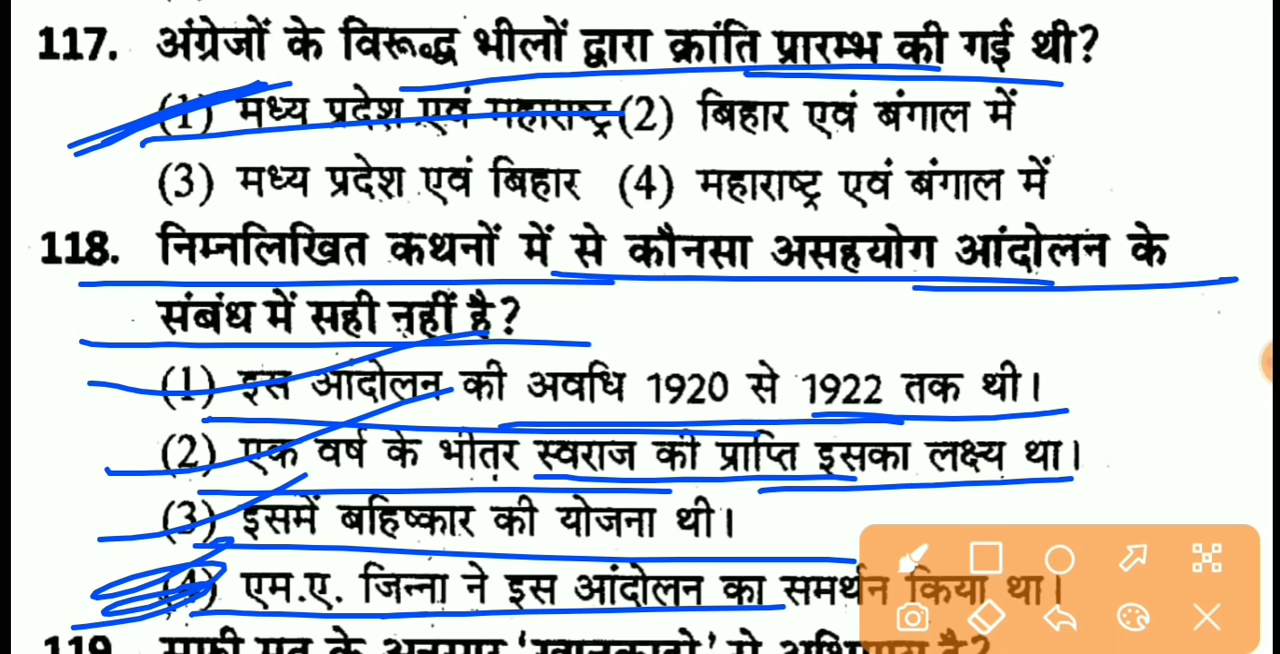 117. अंग्रेजों के विरूद्ध भीलों द्वारा क्रांति प्रारम्भ की गई थी?
(1) मध्य प्रदेश एवं महाराष्ट्र (2) बिहार एवं बंगाल में
(3) मध्य प्रदेश एवं बिहार (4) महाराष्ट्र एवं बंगाल में
118. निम्नलिखित कथनों में से कौनसा असहयोग आंदोलन के
संबंध में सही नहीं है?
(1) इस आंदोलन की अवधि 1920 से 1922 तक थी।
(2) एक वर्ष के भीतर स्वराज की प्राप्ति इसका लक्ष्य था।
(3) इसमें बहिष्कार की योजना थी।
(4) एम.ए. जिन्ना ने इस आंदोलन का समर्थन किया था।
119